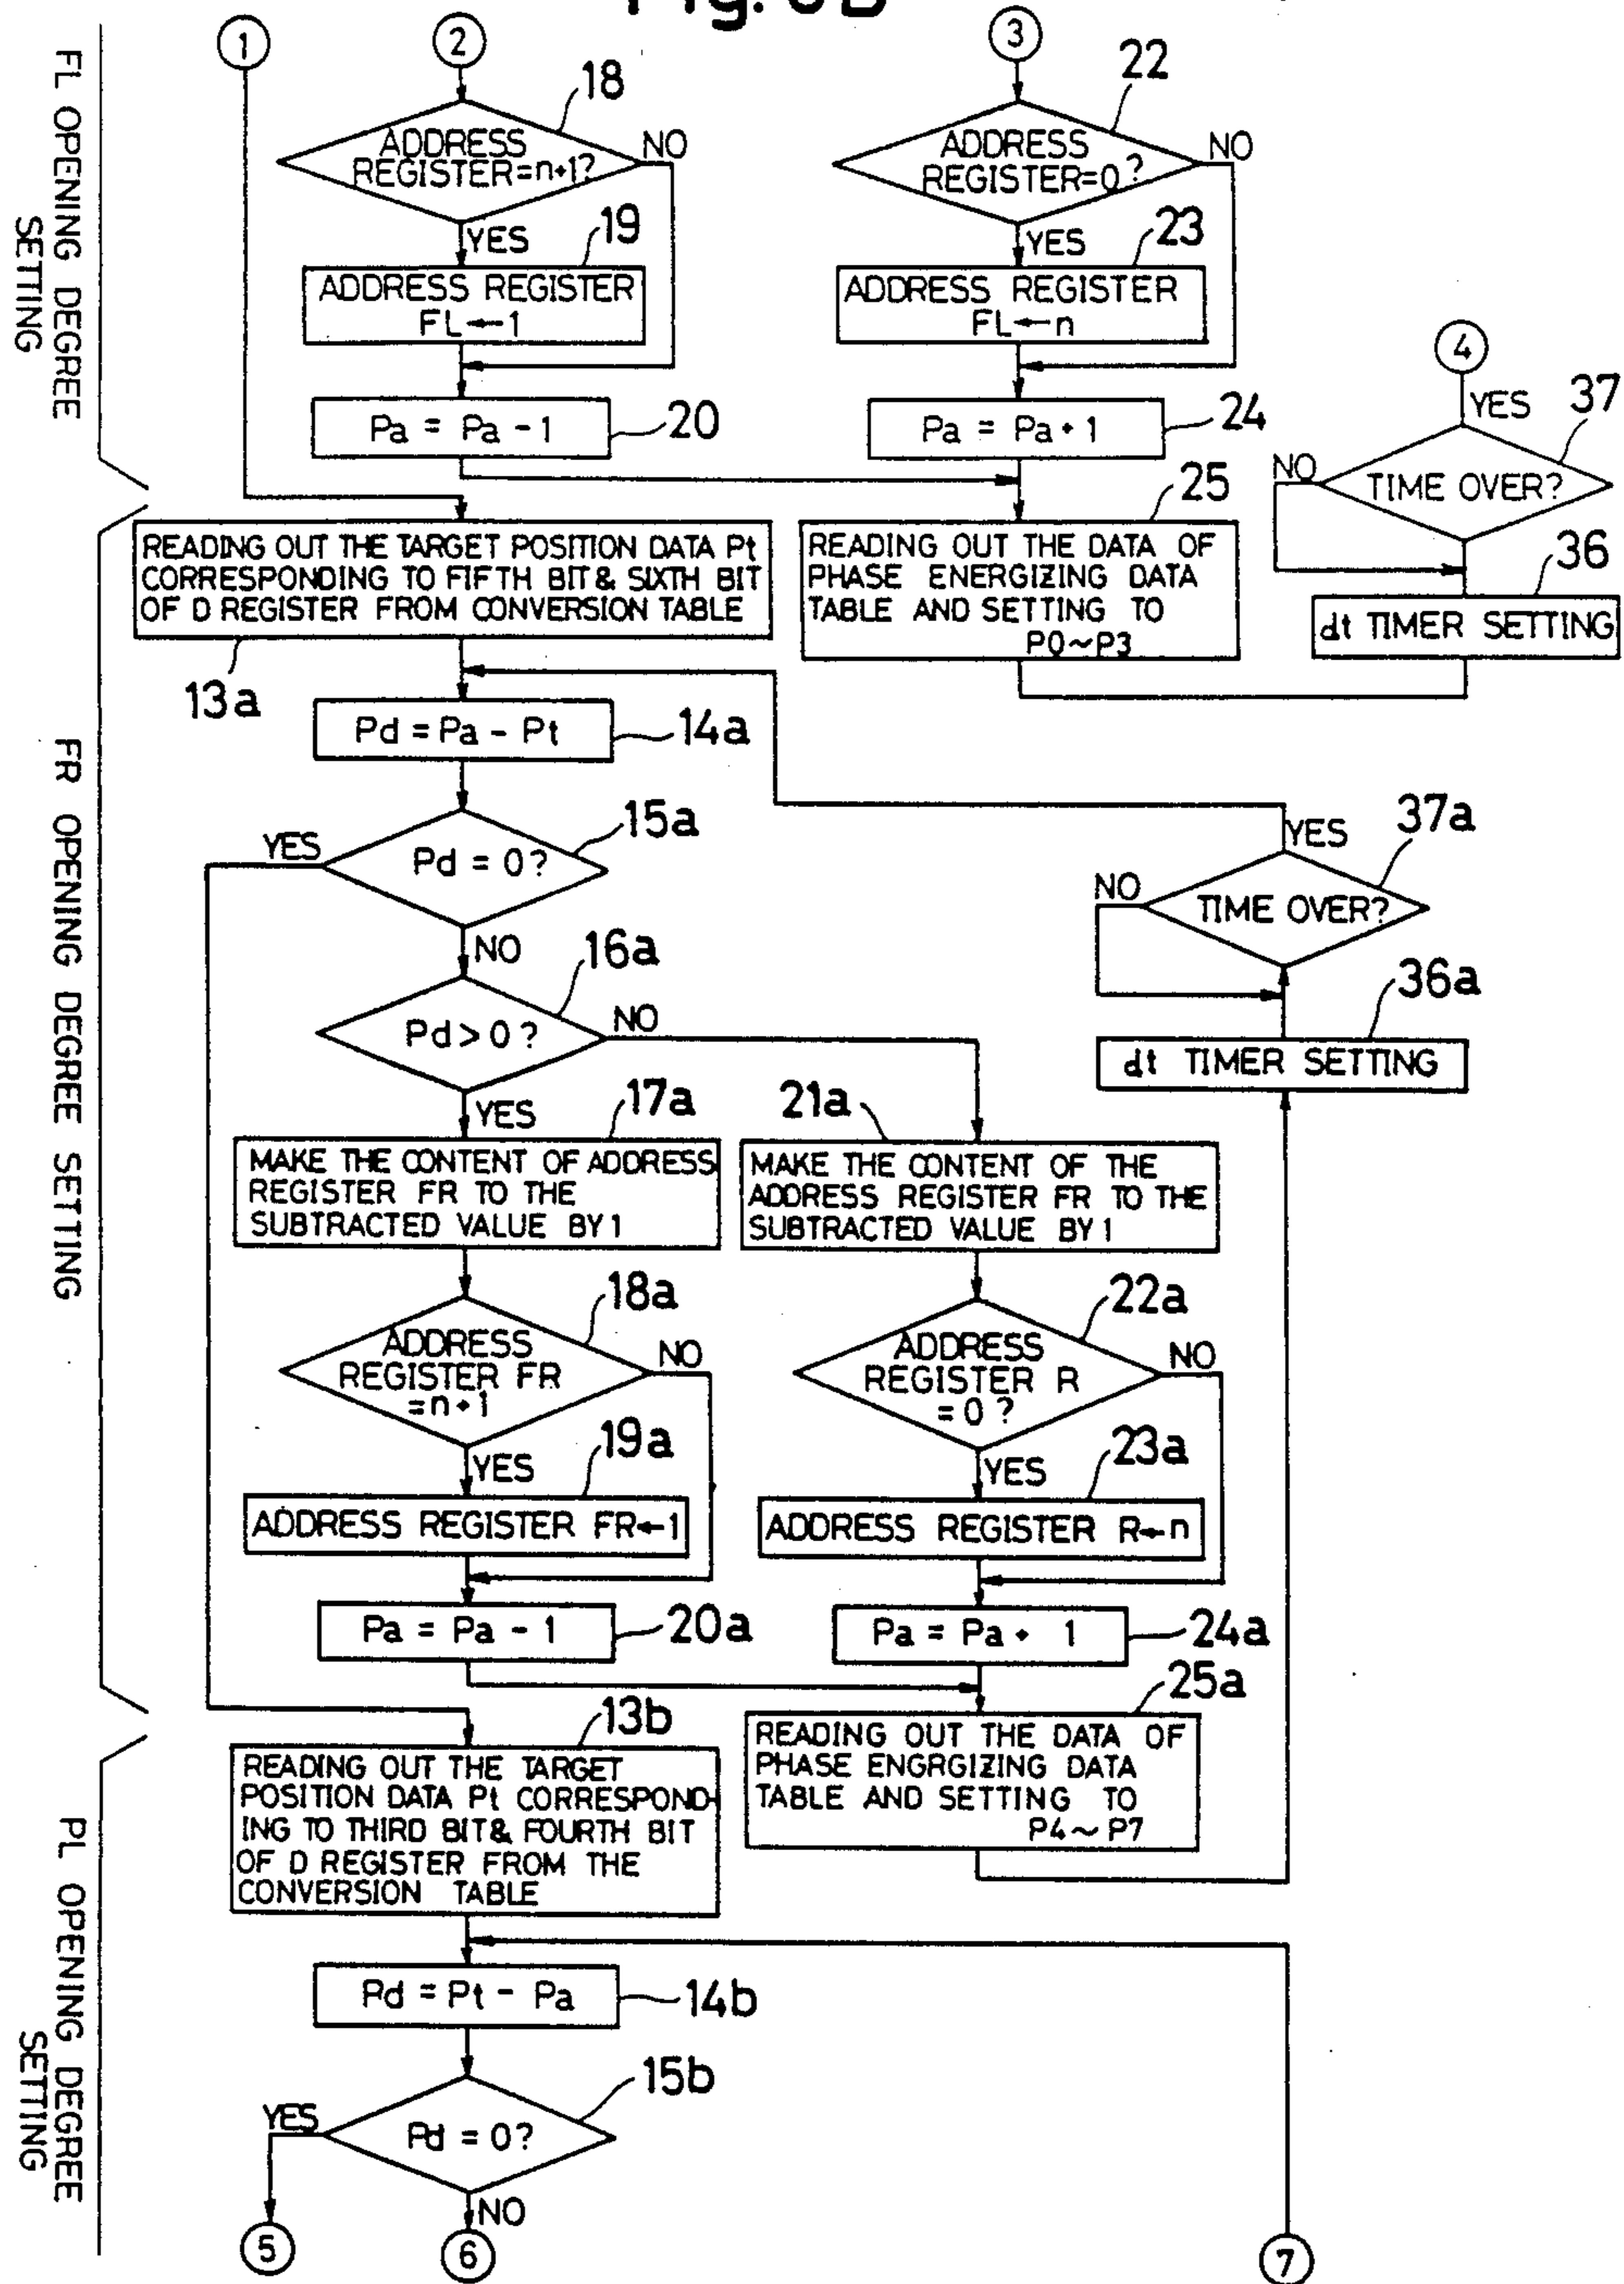 1
2
3
FL OPENING DEGREE
SETTING
18
ADDRESS
REGISTER=n+1?
NO
YES
19
ADDRESS REGISTER
FL←1
Pa = Pa - 1
20
22
ADDRESS
REGISTER=0?
NO
YES
23
ADDRESS REGISTER
FL←n
Pa = Pa + 1
24
4
YES
37
NO
TIME OVER?
36
dt TIMER SETTING
25
READING OUT THE DATA OF
PHASE ENERGIZING DATA
TABLE AND SETTING TO
P0~P3
FR OPENING DEGREE SETTING
READING OUT THE TARGET POSITION DATA Pt
CORRESPONDING TO FIFTH BIT & SIXTH BIT
OF D REGISTER FROM CONVERSION TABLE
13a
Pd = Pa - Pt
14a
15a
YES
Pd = 0?
NO
16a
Pd > 0?
NO
YES
37a
YES
NO
TIME OVER?
36a
dt TIMER SETTING
17a
MAKE THE CONTENT OF ADDRESS
REGISTER FR TO THE
SUBTRACTED VALUE BY 1
21a
MAKE THE CONTENT OF THE
ADDRESS REGISTER FR TO THE
SUBTRACTED VALUE BY 1
18a
ADDRESS
REGISTER FR
=n+1
NO
YES
19a
ADDRESS REGISTER FR←1
Pa = Pa - 1
20a
22a
ADDRESS
REGISTER R
= 0?
NO
YES
23a
ADDRESS REGISTER R←n
Pa = Pa + 1
24a
25a
READING OUT THE DATA OF
PHASE ENGRGIZING DATA
TABLE AND SETTING TO
P4~P7
PL OPENING DEGREE
SETTING
13b
READING OUT THE TARGET
POSITION DATA Pt CORRESPOND-
ING TO THIRD BIT & FOURTH BIT
OF D REGISTER FROM THE
CONVERSION TABLE
Pd = Pt - Pa
14b
15b
YES
Pd = 0?
NO
5
6
7